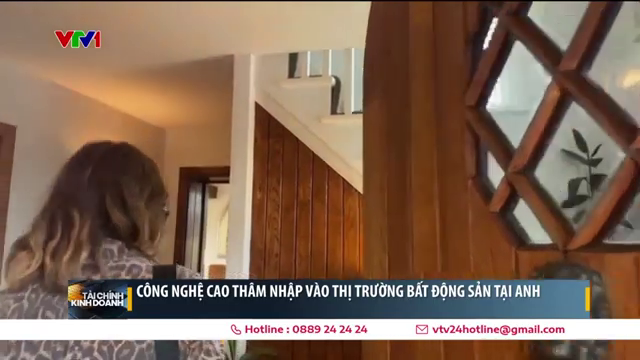 VTV1
CÔNG NGHỆ CAO THÂM NHẬP VÀO THỊ TRƯỜNG BẤT ĐỘNG SẢN TẠI ANH
TÀI CHÍNH
KINH DOANH
Hotline : 0889 24 24 24
vtv24hotline@gmail.com